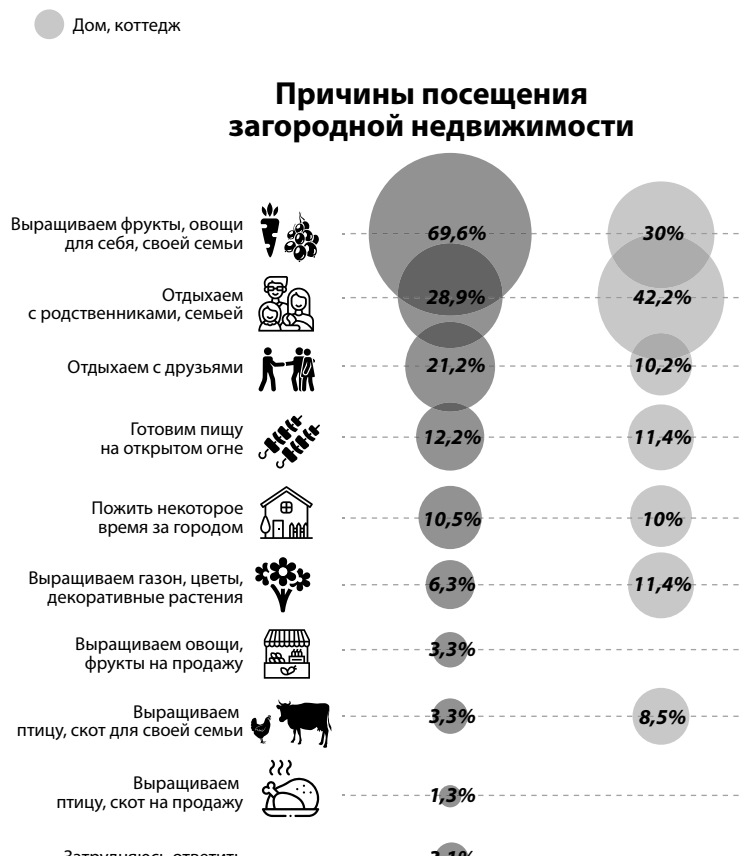 Дом, коттедж
Причины посещения
загородной недвижимости
Выращиваем фрукты, овощи
для себя, своей семьи
69,6%
30%
Отдыхаем
с родственниками, семьей
28,9%
42,2%
Отдыхаем с друзьями
21,2%
10,2%
Готовим пищу
на открытом огне
12,2%
11,4%
Пожить некоторое
время за городом
10,5%
10%
Выращиваем газон, цветы,
декоративные растения
6,3%
11,4%
Выращиваем овощи,
фрукты на продажу
3,3%
Выращиваем
птицу, скот для своей семьи
3,3%
8,5%
Выращиваем
птицу, скот на продажу
1,3%
Затрудняюсь ответить